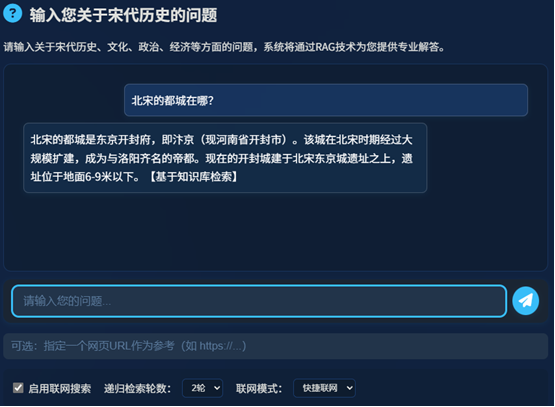 ? 输入您关于宋代历史的问题
请输入关于宋代历史、文化、政治、经济等方面的问题，系统将通过RAG技术为您提供专业解答。
北宋的都城在哪？
北宋的都城是东京开封府，即汴京（现河南省开封市）。该城在北宋时期经过大
规模扩建，成为与洛阳齐名的帝都。现在的开封城建于北宋东京城遗址之上，遗
址位于地面6-9米以下。【基于知识库检索】
请输入您的问题...
可选：指定一个网页URL作为参考（如 https://...）
启用联网搜索 递归检索轮数： 2轮 联网模式： 快捷联网